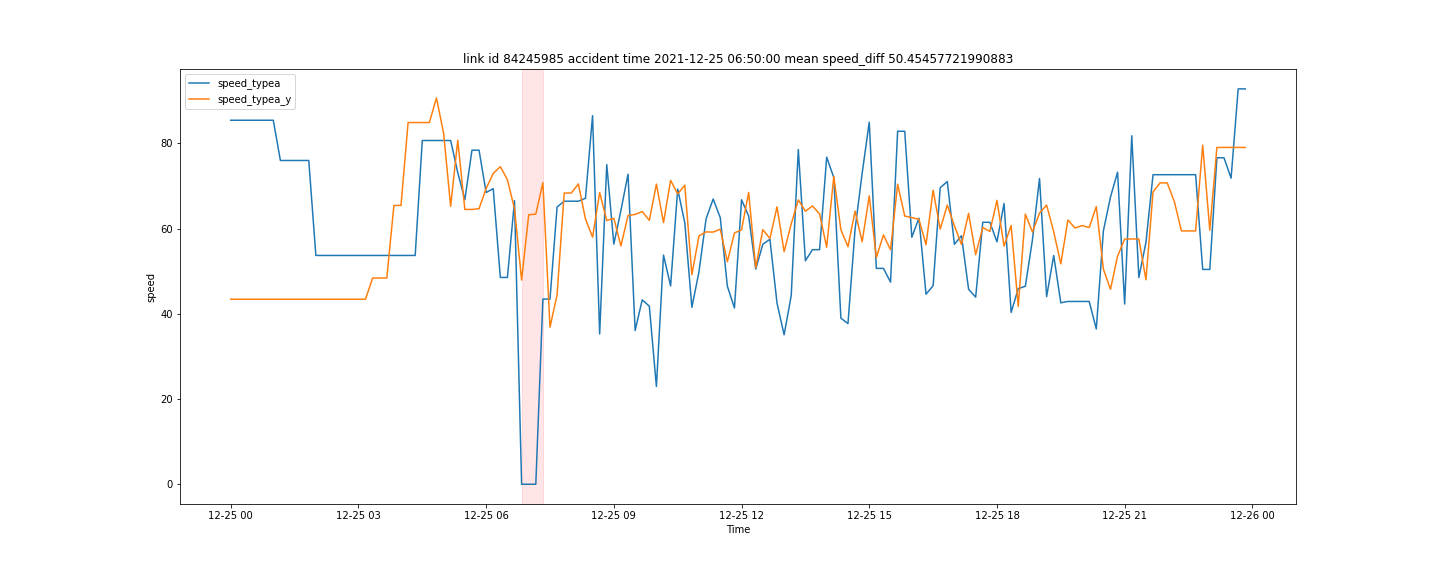 link id 84245985 accident time 2021-12-25 06:50:00 mean speed_diff 50.45457721990883
speed_typea
speed_typea_y
speed
80
60
40
20
0
12-25 00 12-25 03 12-25 06 12-25 09 12-25 12 12-25 15 12-25 18 12-25 21 12-26 00
Time